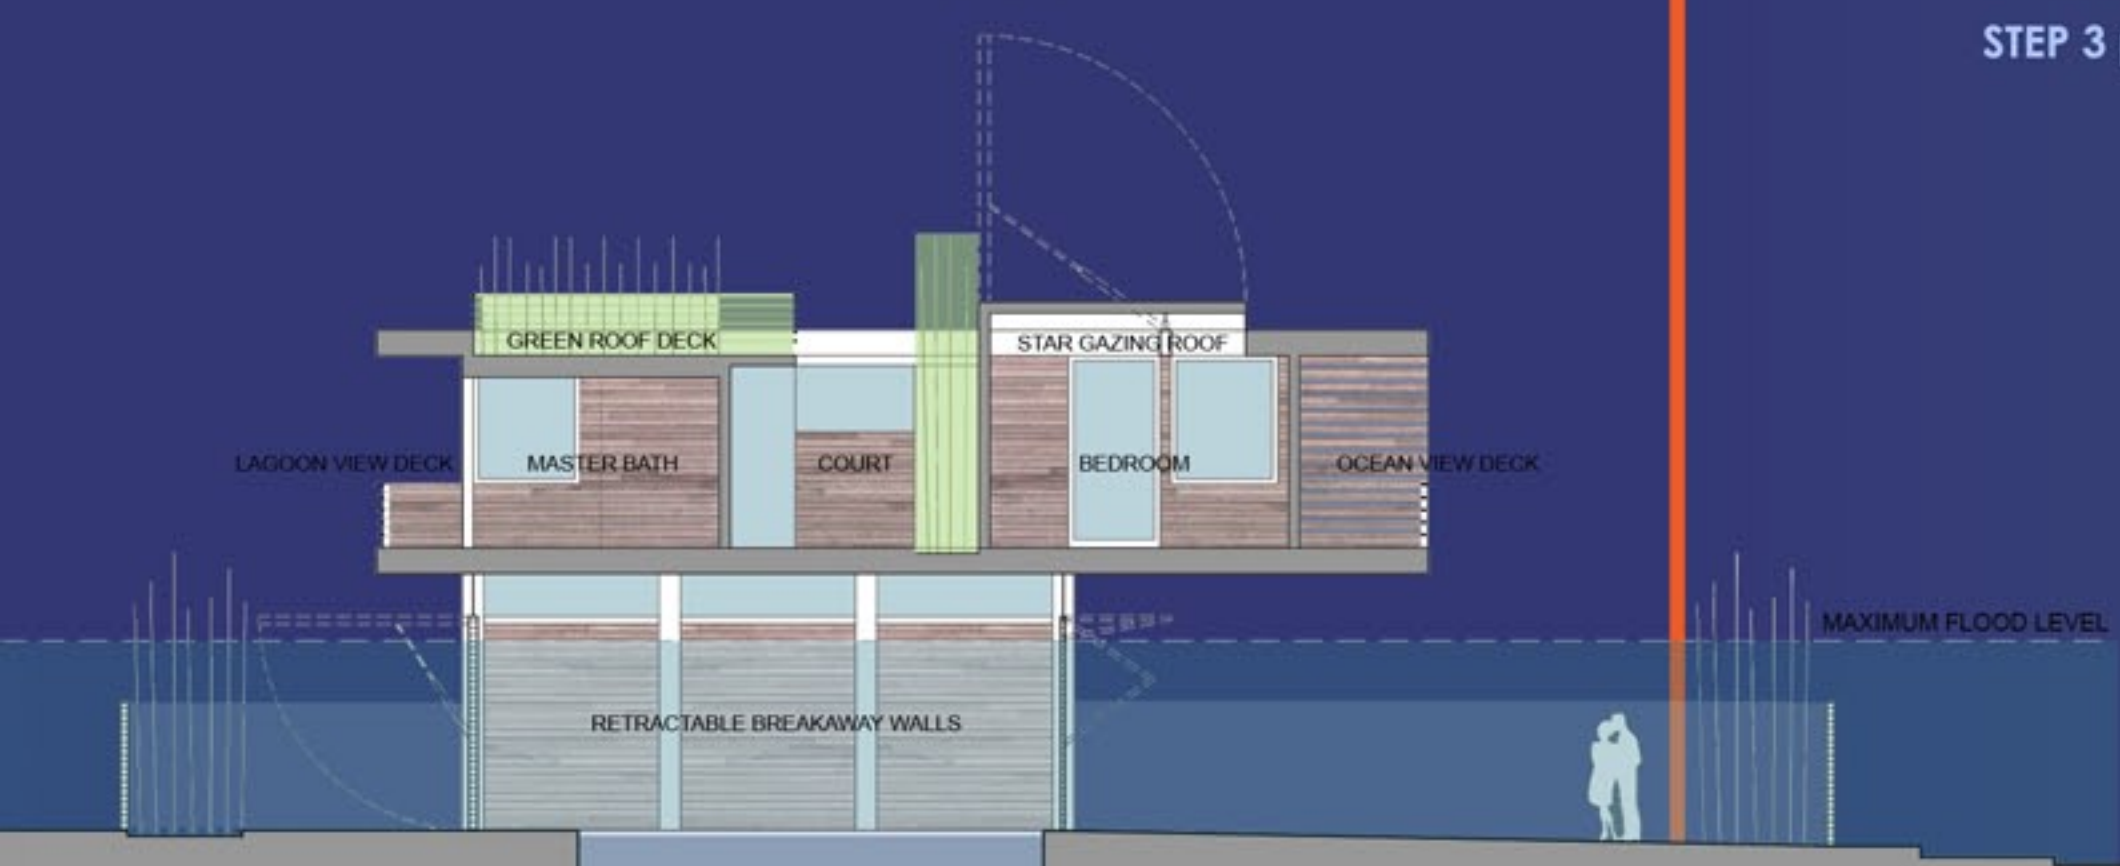 STEP 3
GREEN ROOF DECK
STAR GAZING ROOF
LAGOON VIEW DECK
MASTER BATH
COURT
BEDROOM
OCEAN VIEW DECK
MAXIMUM FLOOD LEVEL
RETRACTABLE BREAKAWAY WALLS